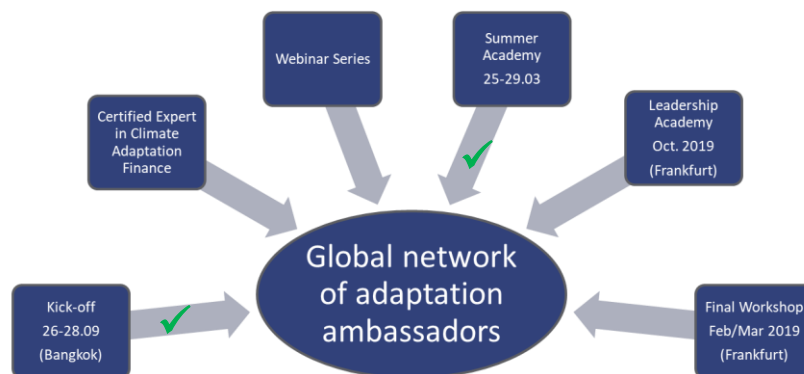 Webinar Series
Summer
Academy
25-29.03
Certified Expert
in Climate
Adaptation
Finance
Leadership
Academy
Oct. 2019
(Frankfurt)
Global network
of adaptation
ambassadors
Kick-off
26-28.09
(Bangkok)
Final Workshop
Feb/Mar 2019
(Frankfurt)